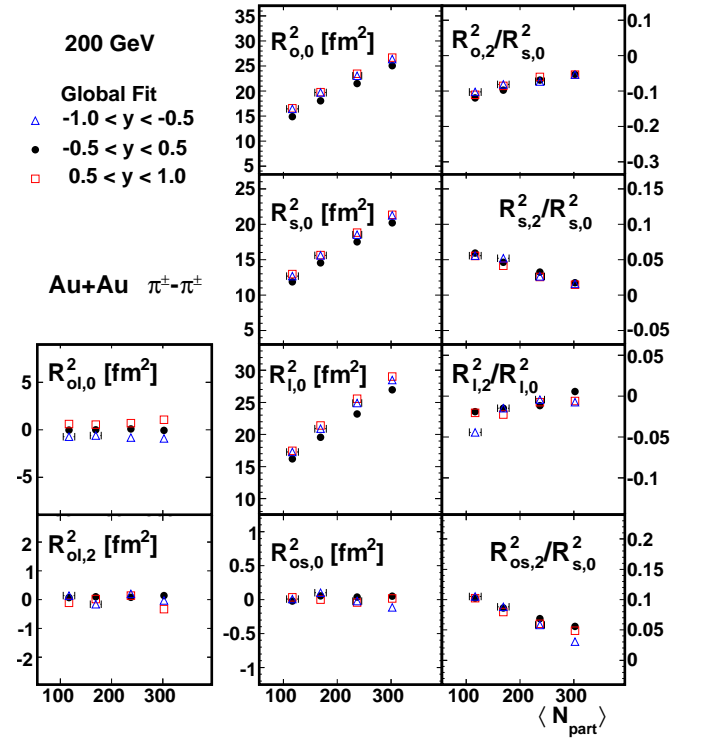 200 GeV
Global Fit
-1.0 < y < -0.5
-0.5 < y < 0.5
0.5 < y < 1.0
Au+Au π±-π±
R²o,0 [fm²]
35
30
25
20
15
10
5
R²o,2/R²s,0
0.1
0
-0.1
-0.2
-0.3
R²s,0 [fm²]
25
20
15
10
5
R²s,2/R²s,0
0.15
0.1
0.05
0
-0.05
R²ol,0 [fm²]
5
0
-5
R²l,0 [fm²]
30
25
20
15
10
R²l,2/R²l,0
0.05
0
-0.05
-0.1
R²ol,2 [fm²]
2
1
0
-1
-2
100 200 300
R²os,0 [fm²]
1
0.5
0
-0.5
-1
100 200 300
R²os,2/R²s,0
0.2
0.15
0.1
0.05
0
100 200 300
⟨ Npart ⟩